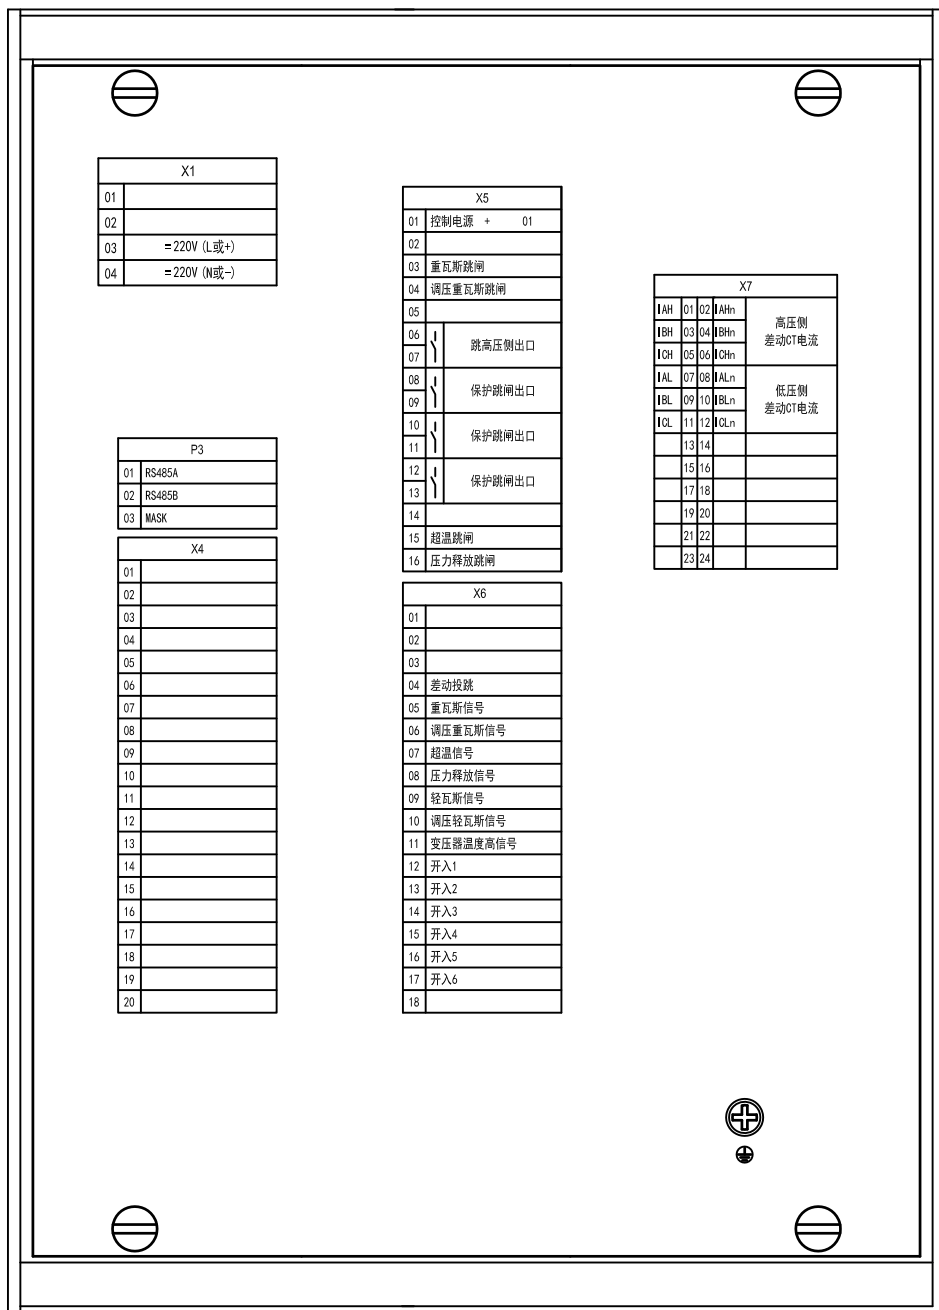 X1
01
02
03 =220V (L或+)
04 =220V (N或-)
P3
01 RS485A
02 RS485B
03 MASK
X4
01
02
03
04
05
06
07
08
09
10
11
12
13
14
15
16
17
18
19
20
X5
01 控制电源 + 01
02
03 重瓦斯跳闸
04 调压重瓦斯跳闸
05
06
跳高压侧出口
07
08
保护跳闸出口
09
10
保护跳闸出口
11
12
保护跳闸出口
13
14
15 超温跳闸
16 压力释放跳闸
X6
01
02
03
04 差动投跳
05 重瓦斯信号
06 调压重瓦斯信号
07 超温信号
08 压力释放信号
09 轻瓦斯信号
10 调压轻瓦斯信号
11 变压器温度高信号
12 开入1
13 开入2
14 开入3
15 开入4
16 开入5
17 开入6
18
X7
IAH 01 02 IAHn
IBH 03 04 IBHn
ICH 05 06 ICHn
高压侧
差动CT电流
IAL 07 08 IALn
IBL 09 10 IBLn
ICL 11 12 ICLn
低压侧
差动CT电流
13 14
15 16
17 18
19 20
21 22
23 24